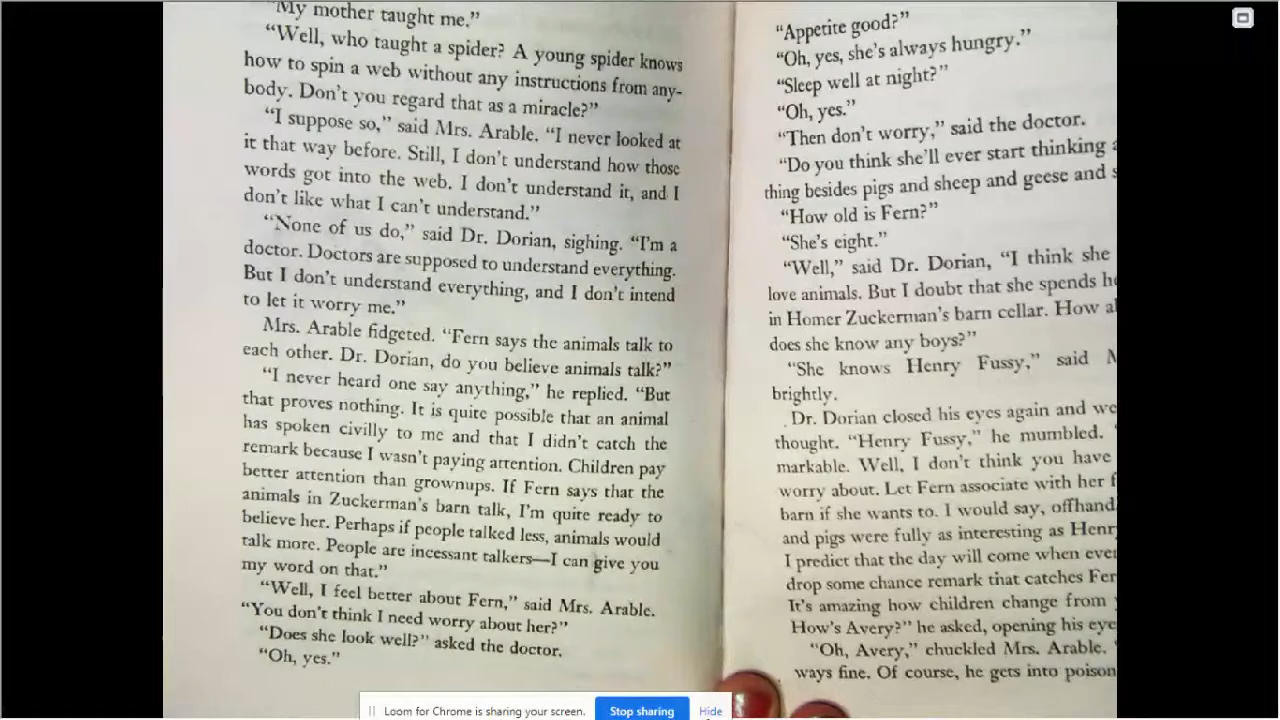 "My mother taught me."
"Well, who taught a spider? A young spider knows
how to spin a web without any instructions from any-
body. Don't you regard that as a miracle?"
"I suppose so," said Mrs. Arable. "I never looked at
it that way before. Still, I don't understand how those
words got into the web. I don't understand it, and I
don't like what I can't understand."
"None of us do," said Dr. Dorian, sighing. "I'm a
doctor. Doctors are supposed to understand everything.
But I don't understand everything, and I don't intend
to let it worry me."
Mrs. Arable fidgeted. "Fern says the animals talk to
each other. Dr. Dorian, do you believe animals talk?"
"I never heard one say anything," he replied. "But
that proves nothing. It is quite possible that an animal
has spoken civilly to me and that I didn't catch the
remark because I wasn't paying attention. Children pay
better attention than grownups. If Fern says that the
animals in Zuckerman's barn talk, I'm quite ready to
believe her. Perhaps if people talked less, animals would
talk more. People are incessant talkers—I can give you
my word on that."
"Well, I feel better about Fern," said Mrs. Arable.
"You don't think I need worry about her?"
"Does she look well?" asked the doctor.
"Oh, yes."
"Appetite good?"
"Oh, yes, she's always hungry."
"Sleep well at night?"
"Oh, yes."
"Then don't worry," said the doctor.
"Do you think she'll ever start thinking
thing besides pigs and sheep and geese and
"How old is Fern?"
"She's eight."
"Well," said Dr. Dorian, "I think she
love animals. But I doubt that she spends
in Homer Zuckerman's barn cellar. How
does she know any boys?"
"She knows Henry Fussy," said
brightly.
Dr. Dorian closed his eyes again and
thought. "Henry Fussy," he mumbled.
markable. Well, I don't think you have
worry about. Let Fern associate with her
barn if she wants to. I would say, offhand
and pigs were fully as interesting as Henry
I predict that the day will come when
drop some chance remark that catches
It's amazing how children change from
How's Avery?" he asked, opening his
"Oh, Avery," chuckled Mrs. Arable.
ways fine. Of course, he gets into poison
Loom for Chrome is sharing your screen. Stop sharing Hide